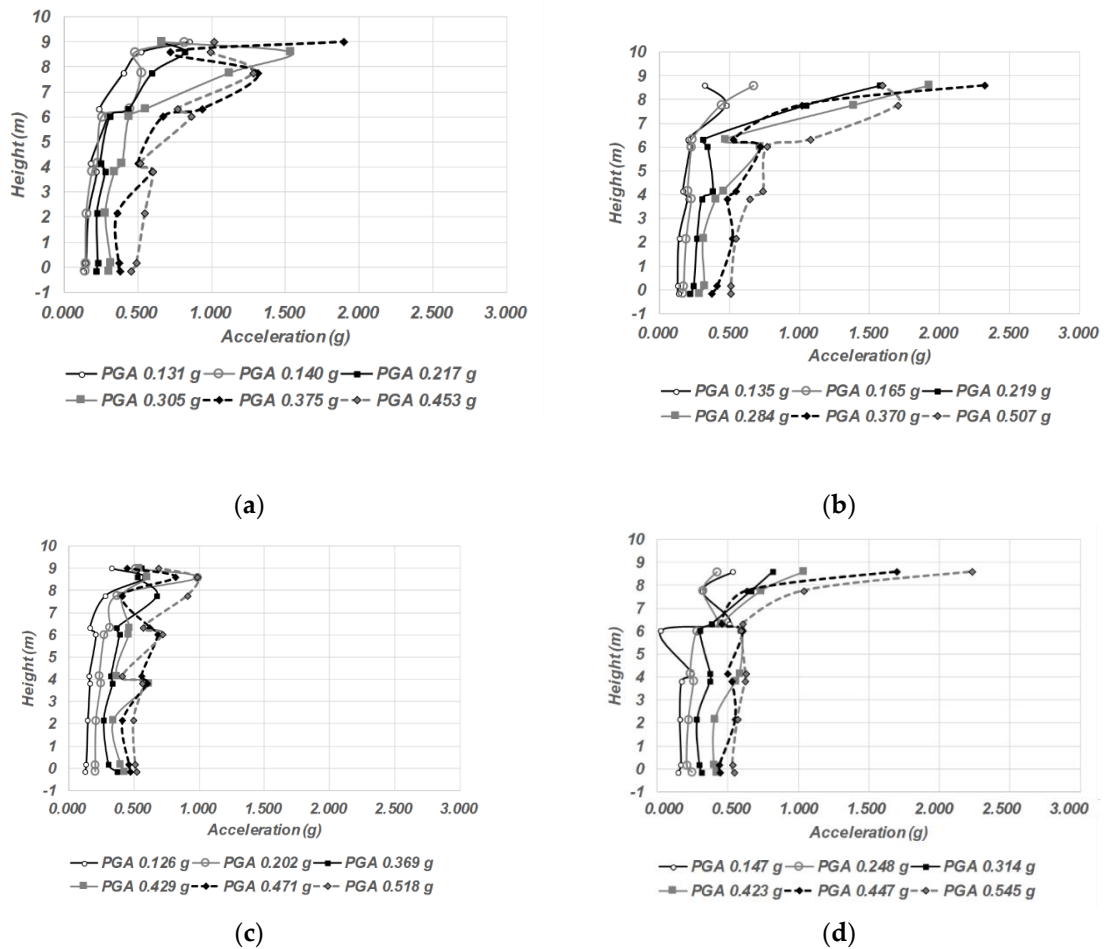 10
9
8
7
6
5
4
3
2
1
0
-1
Height (m)
0.000 0.500 1.000 1.500 2.000 2.500 3.000
Acceleration (g)
PGA 0.131 g PGA 0.140 g PGA 0.217 g
PGA 0.305 g PGA 0.375 g PGA 0.453 g
(a)
10
9
8
7
6
5
4
3
2
1
0
-1
Height (m)
0.000 0.500 1.000 1.500 2.000 2.500 3.000
Acceleration (g)
PGA 0.135 g PGA 0.165 g PGA 0.219 g
PGA 0.284 g PGA 0.370 g PGA 0.507 g
(b)
10
9
8
7
6
5
4
3
2
1
0
-1
Height (m)
0.000 0.500 1.000 1.500 2.000 2.500 3.000
Acceleration (g)
PGA 0.126 g PGA 0.202 g PGA 0.369 g
PGA 0.429 g PGA 0.471 g PGA 0.518 g
(c)
10
9
8
7
6
5
4
3
2
1
0
-1
Height (m)
0.000 0.500 1.000 1.500 2.000 2.500 3.000
Acceleration (g)
PGA 0.147 g PGA 0.248 g PGA 0.314 g
PGA 0.423 g PGA 0.447 g PGA 0.545 g
(d)